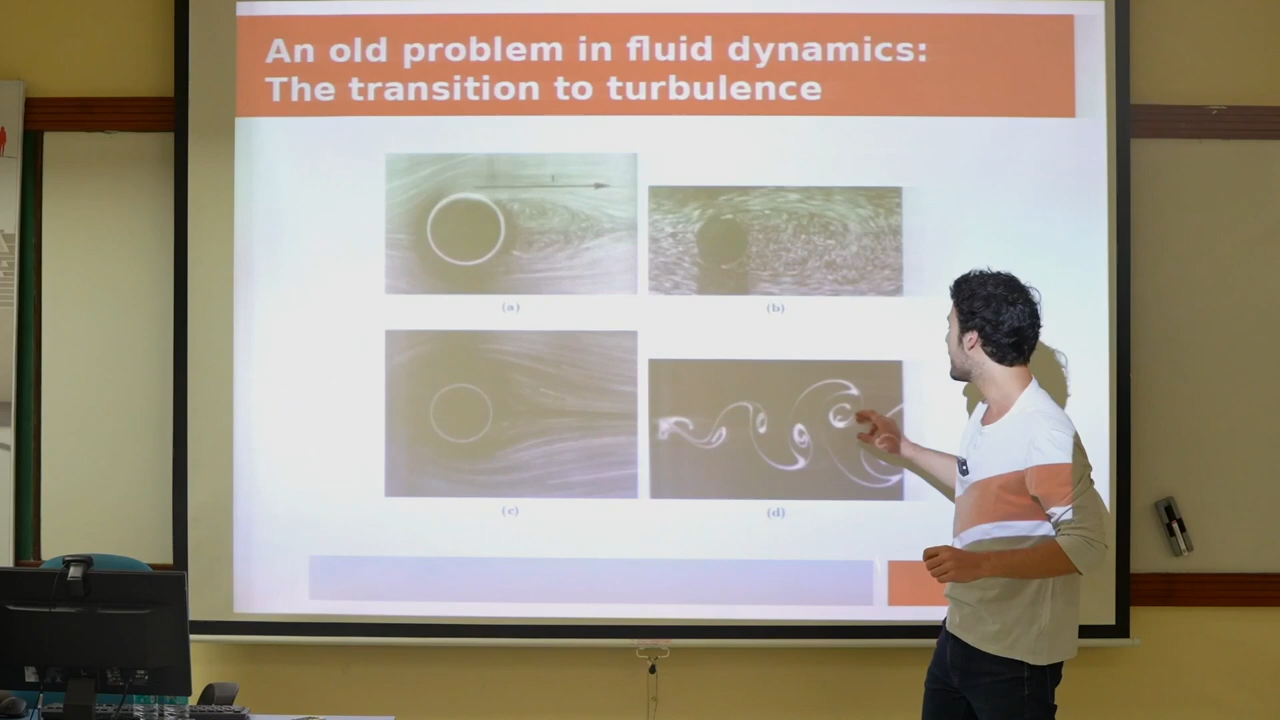 An old problem in fluid dynamics:
The transition to turbulence
(a)
(b)
(c)
(d)